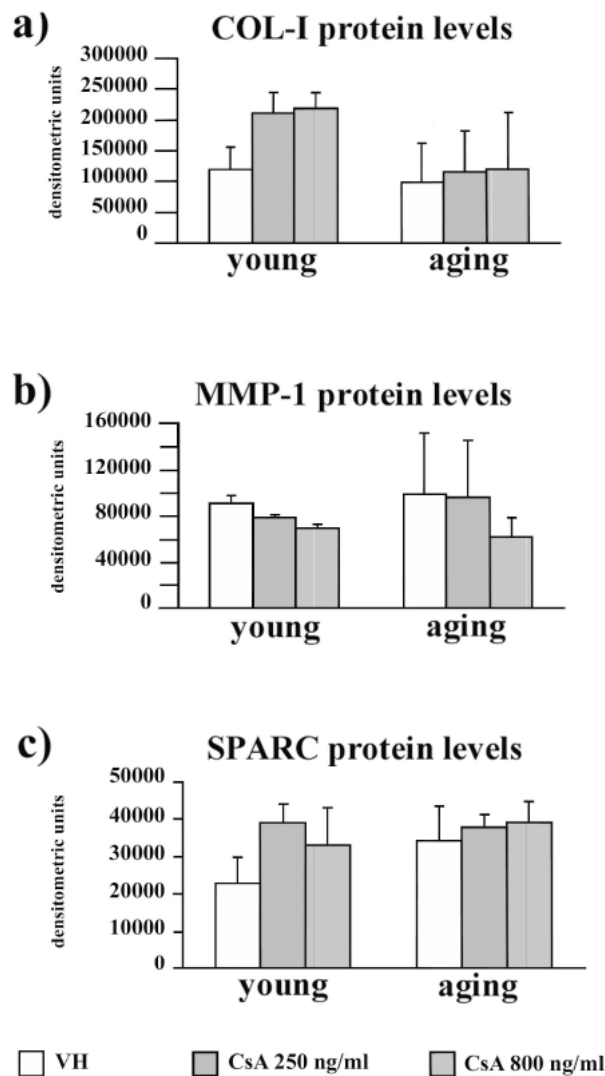 a)
COL-I protein levels
densitometric units
300000
250000
200000
150000
100000
50000
0
young aging
b)
MMP-1 protein levels
densitometric units
160000
120000
80000
40000
0
young aging
c)
SPARC protein levels
densitometric units
50000
40000
30000
20000
10000
0
young aging
VH CsA 250 ng/ml CsA 800 ng/ml